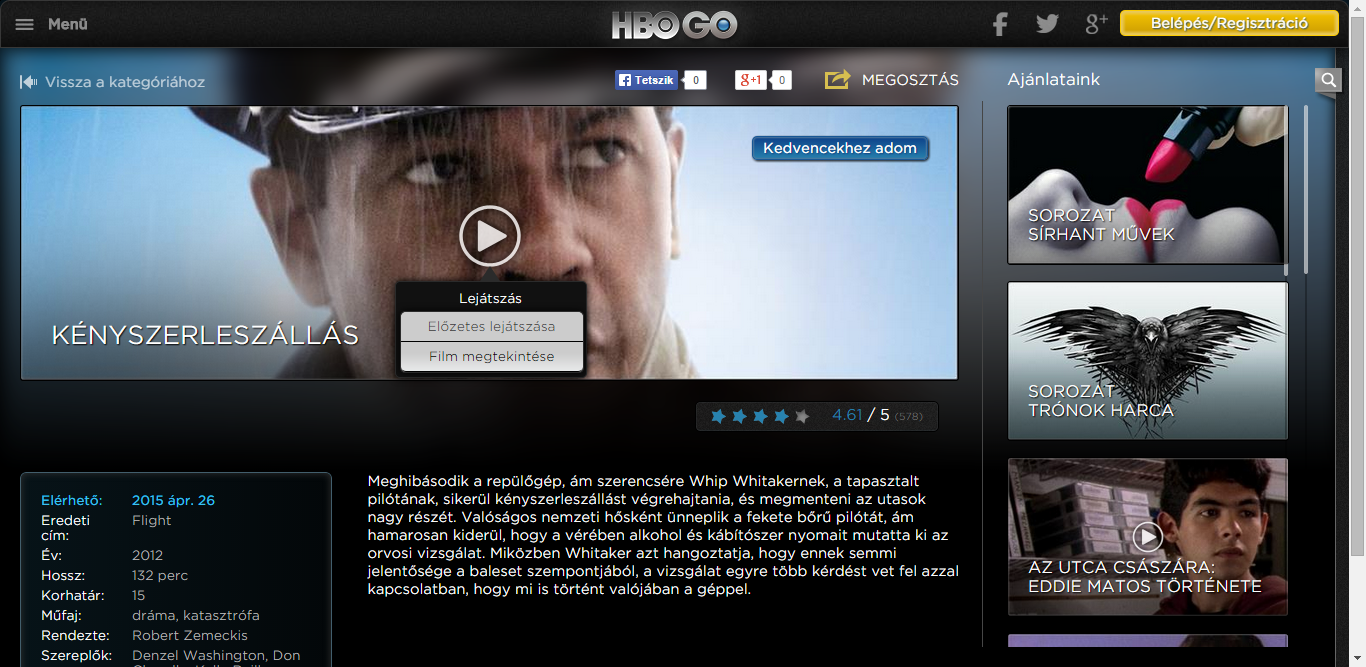 Menü
HBO GO
g+
Belépés/Regisztráció
Vissza a kategóriához
Tetszik
0
g+1
0
MEGOSZTÁS
Ajánlataink
Kedvencekhez adom
KÉNYSZERLESZÁLLÁS
Lejátszás
Előzetes lejátszása
Film megtekintése
4.61 / 5 (578)
Elérhető: 2015 ápr. 26
Eredeti Flight
cím:
Év: 2012
Hossz: 132 perc
Korhatár: 15
Műfaj: dráma, katasztrófa
Rendezte: Robert Zemeckis
Szereplők: Denzel Washington, Don
Meghibásodik a repülőgép, ám szerencsére Whip Whitakernek, a tapasztalt
pilótának, sikerül kényszerleszállást végrehajtania, és megmenteni az utasok
nagy részét. Valóságos nemzeti hősként ünneplik a fekete bőrű pilótát, ám
hamarosan kiderül, hogy a vérében alkohol és kábítószer nyomait mutatta ki az
orvosi vizsgálat. Miközben Whitaker azt hangoztatja, hogy ennek semmi
jelentősége a baleset szempontjából, a vizsgálat egyre több kérdést vet fel azzal
kapcsolatban, hogy mi is történt valójában a géppel.
SOROZAT
SÍRHANT MŰVEK
SOROZAT
TRÓNOK HARCA
AZ UTCA CSÁSZÁRA:
EDDIE MATOS TÖRTÉNETE